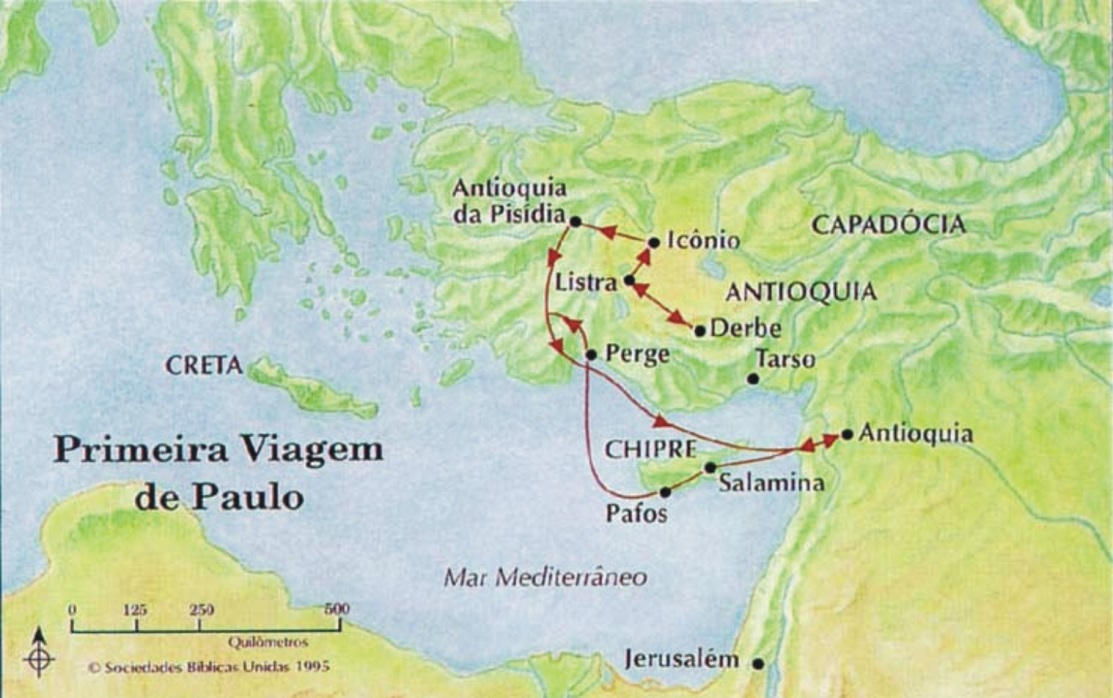 Antioquia
da Pisídia
Icônio
CAPADÓCIA
Listra
ANTIOQUIA
Derbe
Perge
Tarso
CRETA
Primeira Viagem
de Paulo
CHIPRE
Antioquia
Salamina
Pafos
Mar Mediterrâneo
0 125 250 500
Quilômetros
© Sociedades Bíblicas Unidas 1995
Jerusalém